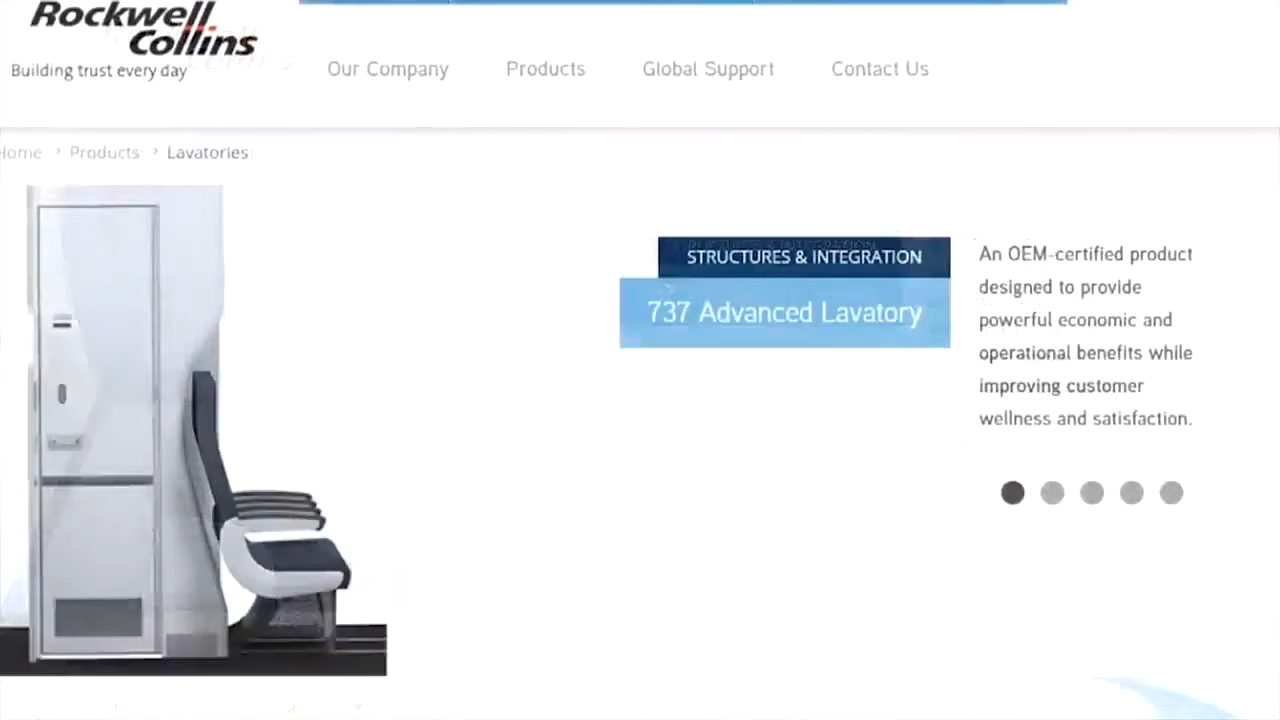 Rockwell
Collins
Building trust every day
Our Company
Products
Global Support
Contact Us
Home › Products › Lavatories
STRUCTURES & INTEGRATION
737 Advanced Lavatory
An OEM-certified product
designed to provide
powerful economic and
operational benefits while
improving customer
wellness and satisfaction.